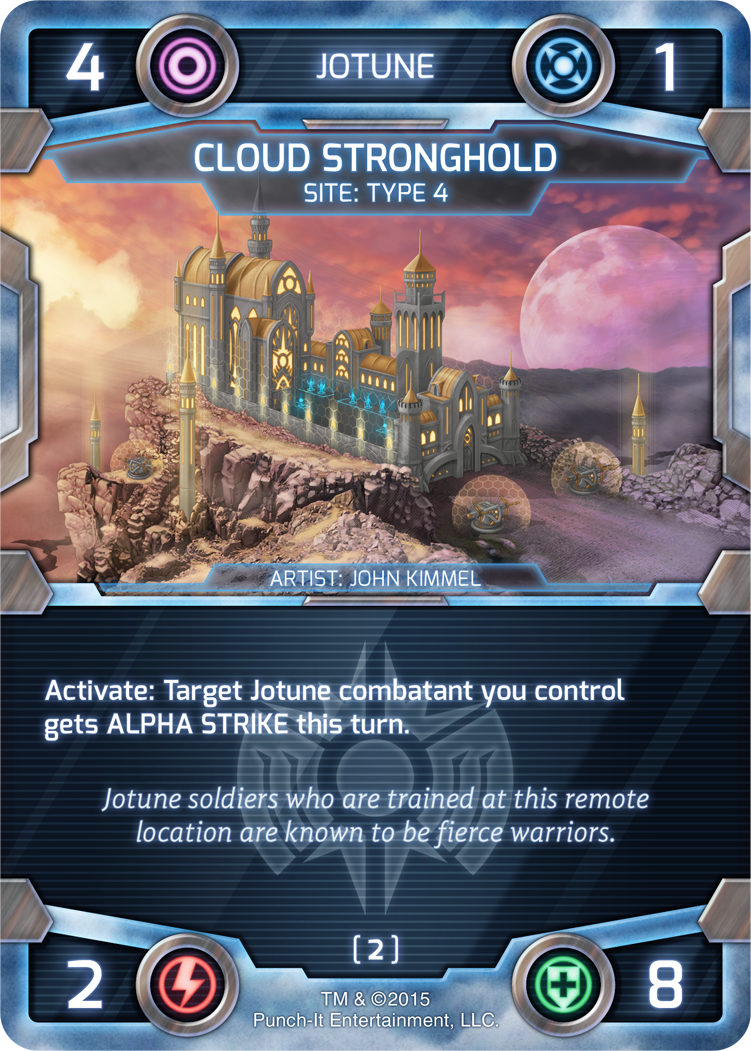 4 JOTUNE 1
CLOUD STRONGHOLD
SITE: TYPE 4
ARTIST: JOHN KIMMEL
Activate: Target Jotune combatant you control
gets ALPHA STRIKE this turn.
Jotune soldiers who are trained at this remote
location are known to be fierce warriors.
[2]
2 8
TM & ©2015
Punch-It Entertainment, LLC.